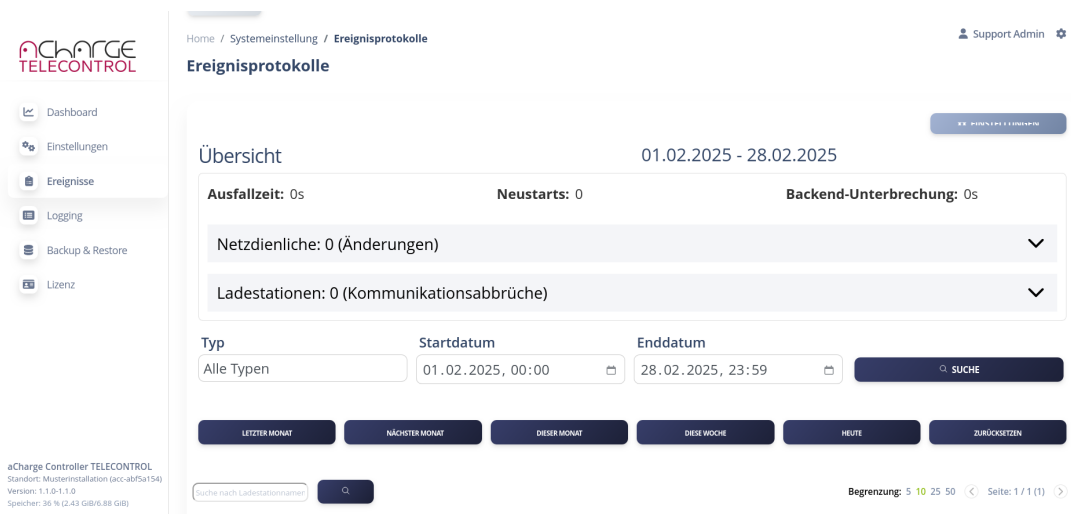 aChArGE
TELECONTROL
Dashboard
Einstellungen
Ereignisse
Logging
Backup & Restore
Lizenz
aCharge Controller TELECONTROL
Standort: Musterinstallation (acc-abf5a154)
Version: 1.1.0-1.1.0
Speicher: 36 % (2.43 GiB/6.88 GiB)
Home / Systemeinstellung / Ereignisprotokolle
Support Admin
Ereignisprotokolle
EINSTELLUNGEN
Übersicht 01.02.2025 - 28.02.2025
Ausfallzeit: 0s Neustarts: 0 Backend-Unterbrechung: 0s
Netzdienliche: 0 (Änderungen)
Ladestationen: 0 (Kommunikationsabbrüche)
Typ Startdatum Enddatum
Alle Typen 01.02.2025, 00:00 28.02.2025, 23:59 SUCHE
LETZTER MONAT NÄCHSTER MONAT DIESER MONAT DIESE WOCHE HEUTE ZURÜCKSETZEN
Suche nach Ladestationnamen Begrenzung: 5 10 25 50 Seite: 1 / 1 (1)